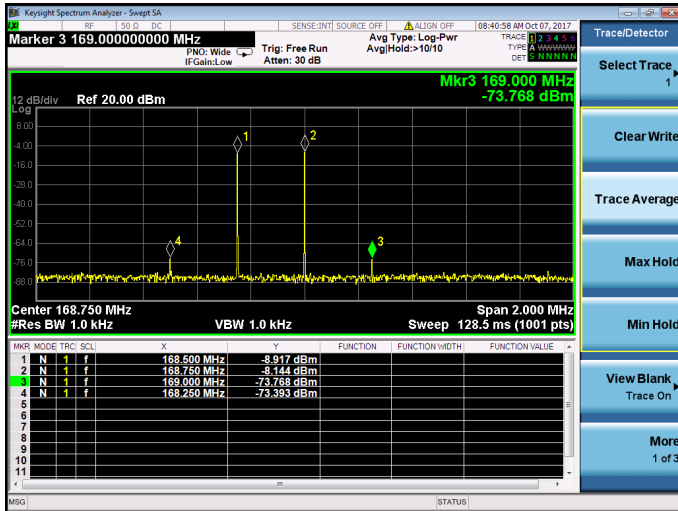 Keysight Spectrum Analyzer - Swept SA
RF 50 Ω DC SENSE:INT SOURCE OFF ALIGN OFF 08:40:58 AM Oct 07, 2017
Marker 3 169.000000000 MHz
PNO: Wide
IFGain:Low
Trig: Free Run
Atten: 30 dB
Avg Type: Log-Pwr
Avg|Hold:>10/10
TRACE 1 2 3 4 5 6
TYPE A WWWWW
DET S N N N N N
Mkr3 169.000 MHz
-73.768 dBm
12 dB/div Ref 20.00 dBm
Log
8.00
-4.00
-16.0
-28.0
-40.0
-52.0
-64.0
-76.0
-88.0
1
2
3
4
Center 168.750 MHz Span 2.000 MHz
#Res BW 1.0 kHz VBW 1.0 kHz Sweep 128.5 ms (1001 pts)
MKR MODE TRC SCL X Y FUNCTION FUNCTION WIDTH FUNCTION VALUE
1 N 1 f 168.500 MHz -8.917 dBm
2 N 1 f 168.750 MHz -8.144 dBm
3 N 1 f 169.000 MHz -73.768 dBm
4 N 1 f 168.250 MHz -73.393 dBm
5
6
7
8
9
10
11
MSG STATUS
Trace/Detector
Select Trace
1
Clear Write
Trace Average
Max Hold
Min Hold
View Blank
Trace On
More
1 of 3